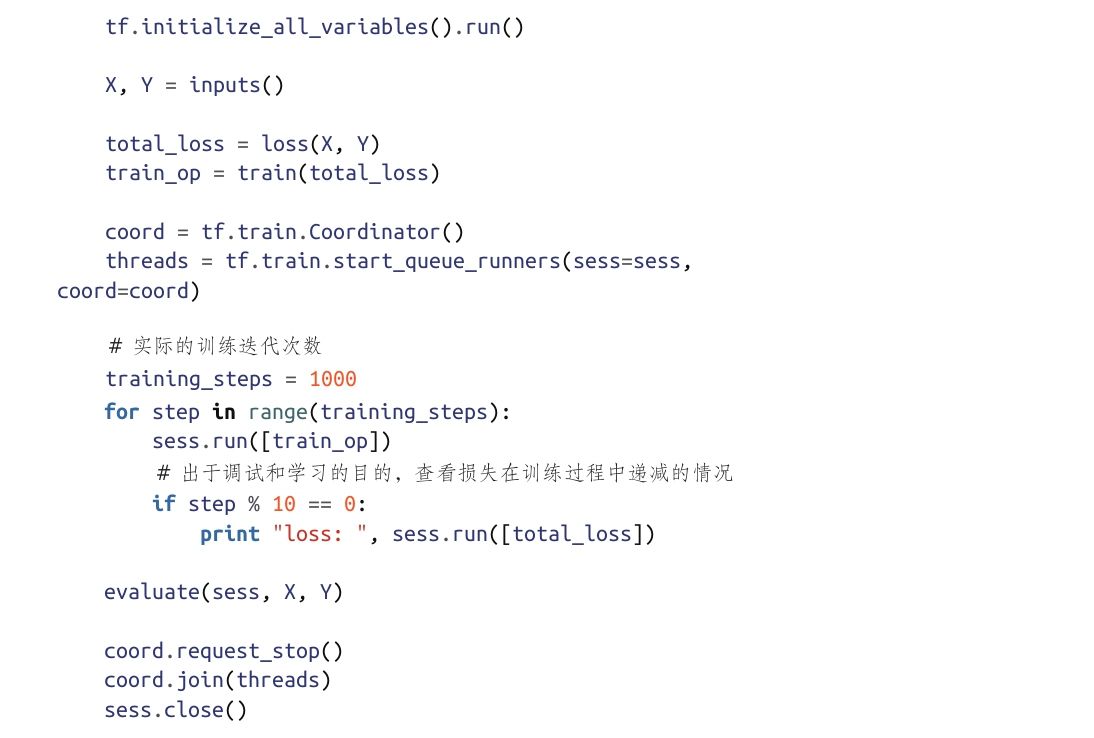 tf.initialize_all_variables().run()
X, Y = inputs()
total_loss = loss(X, Y)
train_op = train(total_loss)
coord = tf.train.Coordinator()
threads = tf.train.start_queue_runners(sess=sess,
coord=coord)
# 实际的训练迭代次数
training_steps = 1000
for step in range(training_steps):
sess.run([train_op])
# 出于调试和学习的目的，查看损失在训练过程中递减的情况
if step % 10 == 0:
print "loss: ", sess.run([total_loss])
evaluate(sess, X, Y)
coord.request_stop()
coord.join(threads)
sess.close()